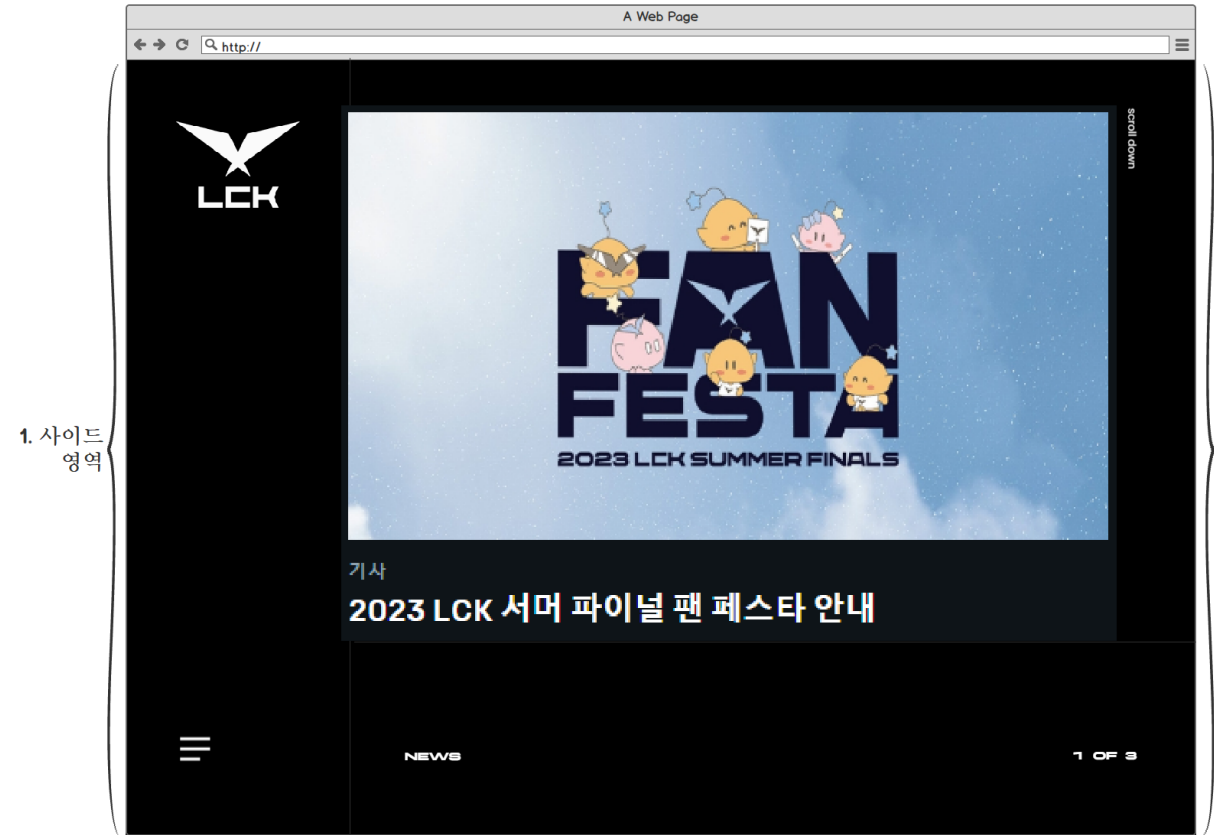 A Web Page
http://
LCK
scroll down
FAN
FESTA
2023 LCK SUMMER FINALS
1. 사이드
영역
기사
2023 LCK 서머 파이널 팬 페스타 안내
NEWS
1 OF 3